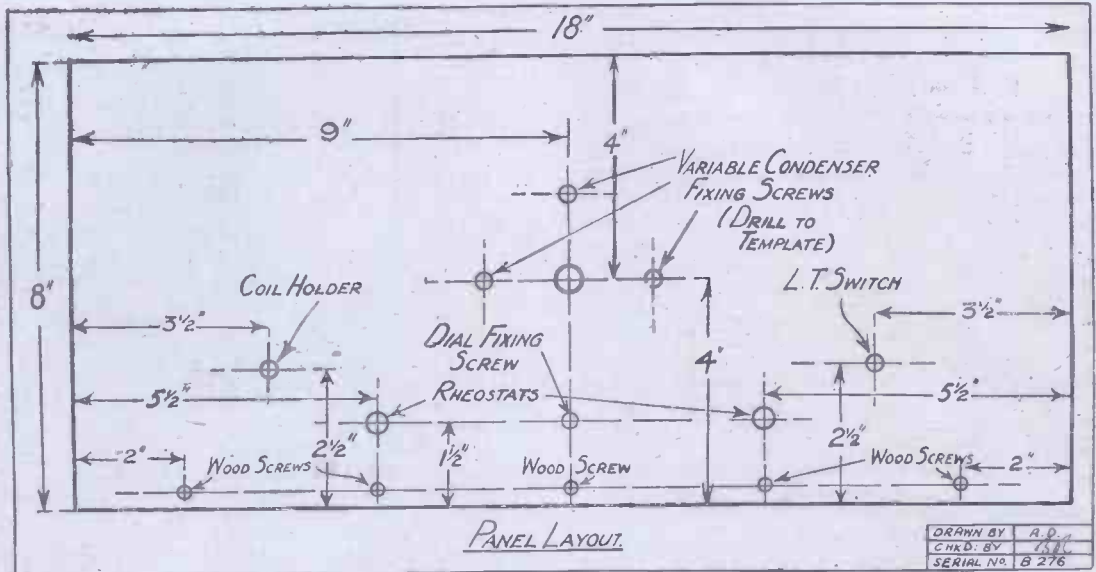 18"
9"
4"
VARIABLE CONDENSER
FIXING SCREWS
(DRILL TO
TEMPLATE)
8"
COIL HOLDER
L.T. SWITCH
3½"
3½"
DIAL FIXING
SCREW
4"
5½"
RHEOSTATS
5½"
2½"
1½"
2½"
2"
WOOD SCREWS
WOOD SCREW
WOOD SCREWS
2"
PANEL LAYOUT.
DRAWN BY A.D.
CHKD: BY
SERIAL NO. B 276